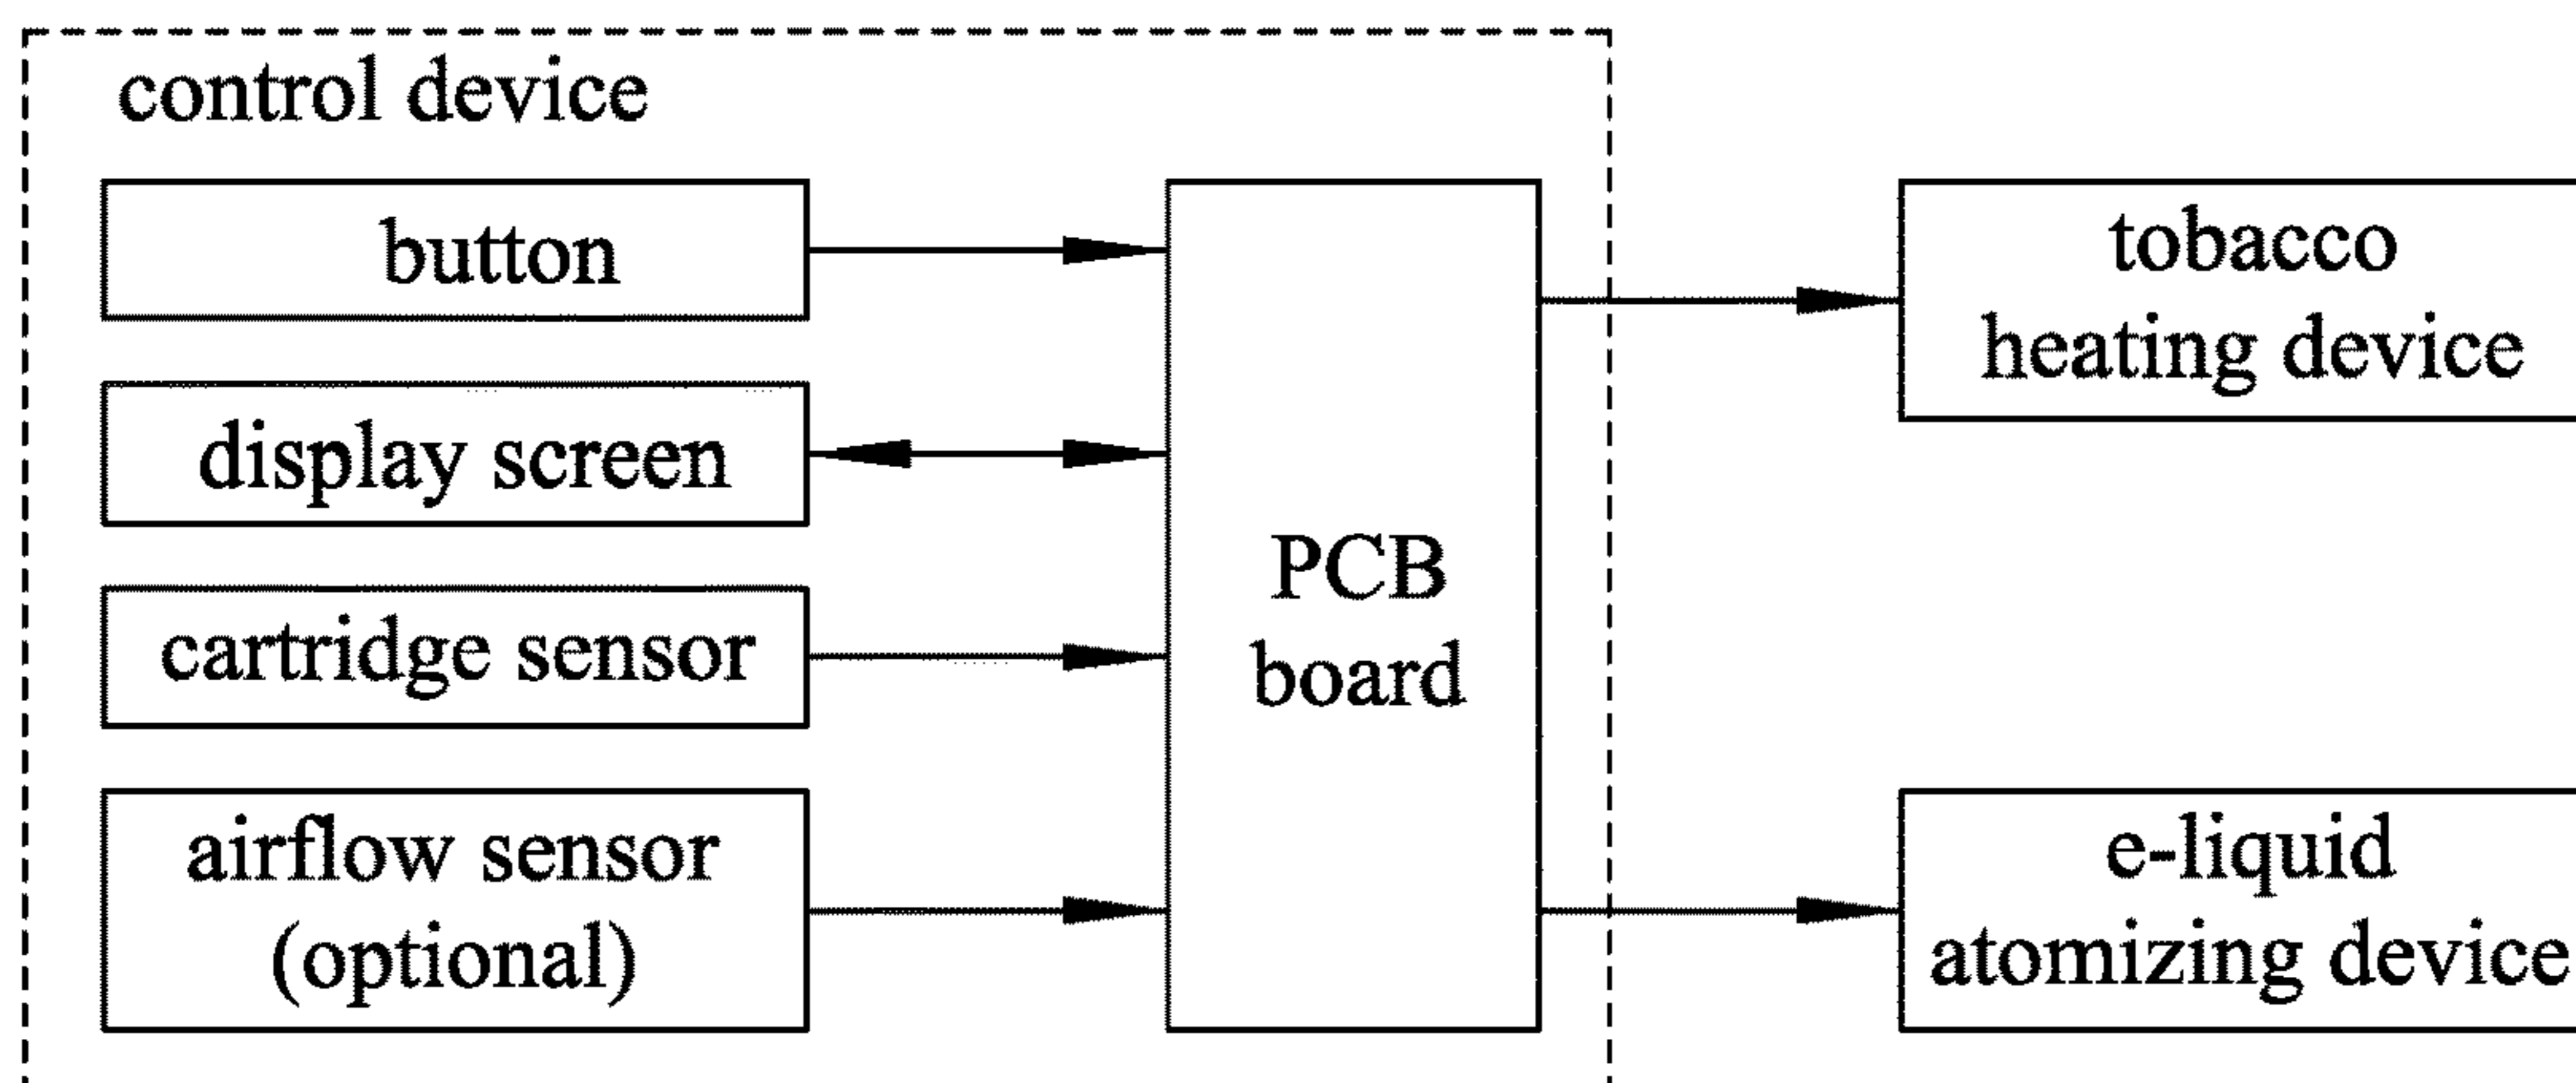 control device
button
display screen
cartridge sensor
airflow sensor
(optional)
PCB
board
tobacco
heating device
e-liquid
atomizing device